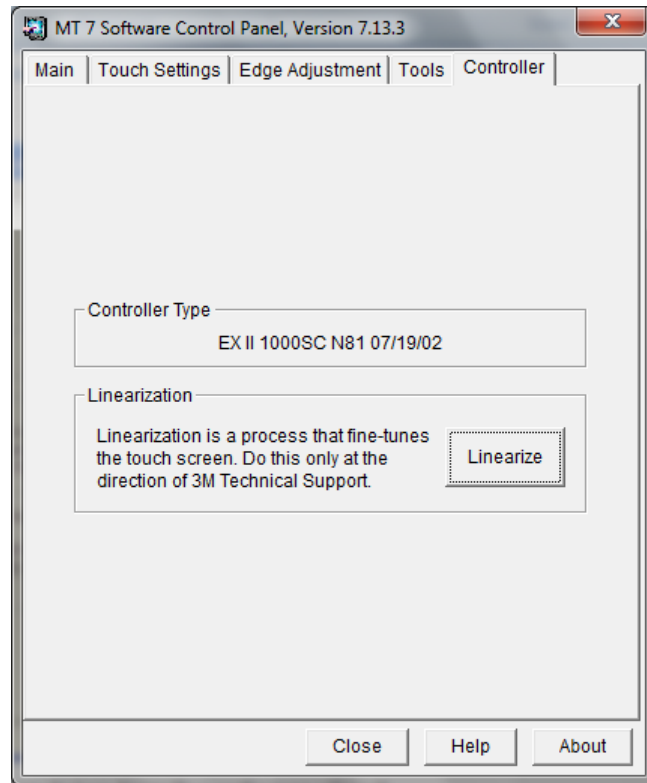 MT 7 Software Control Panel, Version 7.13.3
Main Touch Settings Edge Adjustment Tools Controller
Controller Type
EX II 1000SC N81 07/19/02
Linearization
Linearization is a process that fine-tunes
the touch screen. Do this only at the
direction of 3M Technical Support.
Linearize
Close Help About